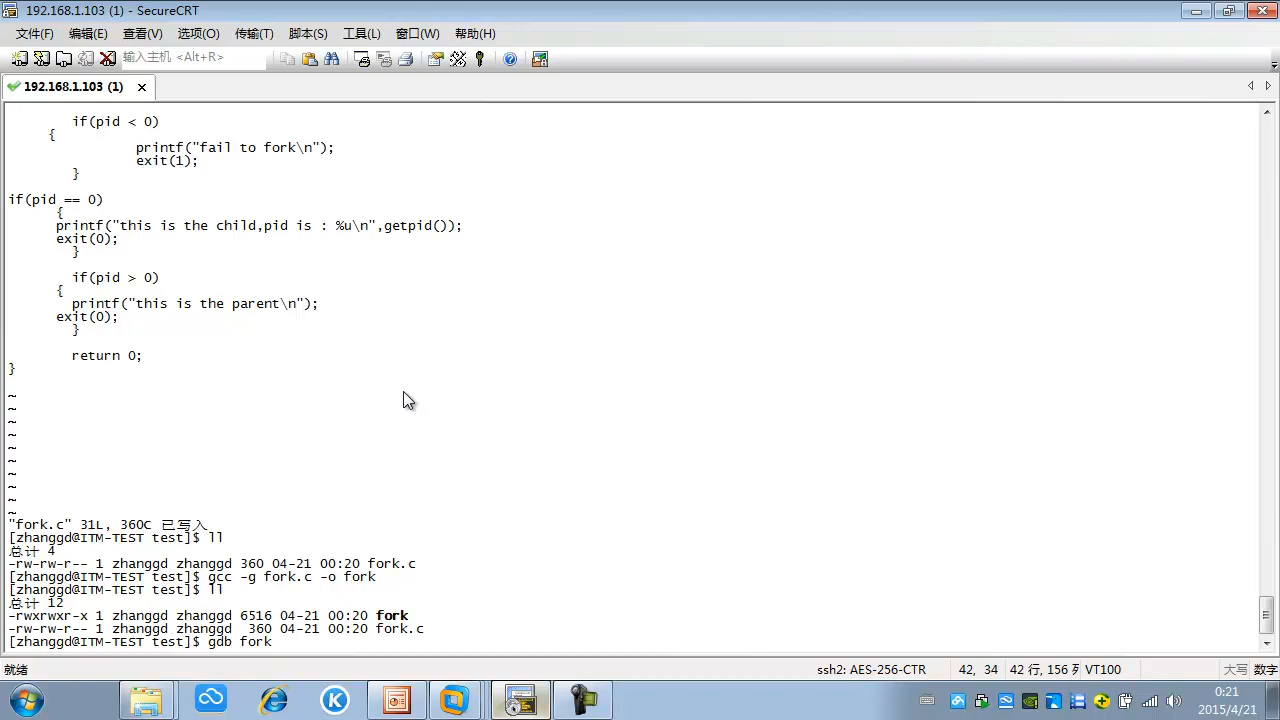 192.168.1.103 (1) - SecureCRT
文件(F) 编辑(E) 查看(V) 选项(O) 传输(T) 脚本(S) 工具(L) 窗口(W) 帮助(H)
输入主机 <Alt+R>
192.168.1.103 (1)
if(pid < 0)
{
printf("fail to fork\n");
exit(1);
}
if(pid == 0)
{
printf("this is the child,pid is : %u\n",getpid());
exit(0);
}
if(pid > 0)
{
printf("this is the parent\n");
exit(0);
}
return 0;
}
~
~
~
~
~
~
~
~
~
~
"fork.c" 31L, 360C 已写入
[zhanggd@ITM-TEST test]$ ll
总计 4
-rw-rw-r-- 1 zhanggd zhanggd 360 04-21 00:20 fork.c
[zhanggd@ITM-TEST test]$ gcc -g fork.c -o fork
[zhanggd@ITM-TEST test]$ ll
总计 12
-rwxrwxr-x 1 zhanggd zhanggd 6516 04-21 00:20 fork
-rw-rw-r-- 1 zhanggd zhanggd  360 04-21 00:20 fork.c
[zhanggd@ITM-TEST test]$ gdb fork
就绪 ssh2: AES-256-CTR 42, 34 42 行, 156 列 VT100 大写 数字
0:21
2015/4/21